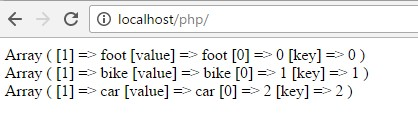 localhost/php/
Array ( [1] => foot [value] => foot [0] => 0 [key] => 0 )
Array ( [1] => bike [value] => bike [0] => 1 [key] => 1 )
Array ( [1] => car [value] => car [0] => 2 [key] => 2 )